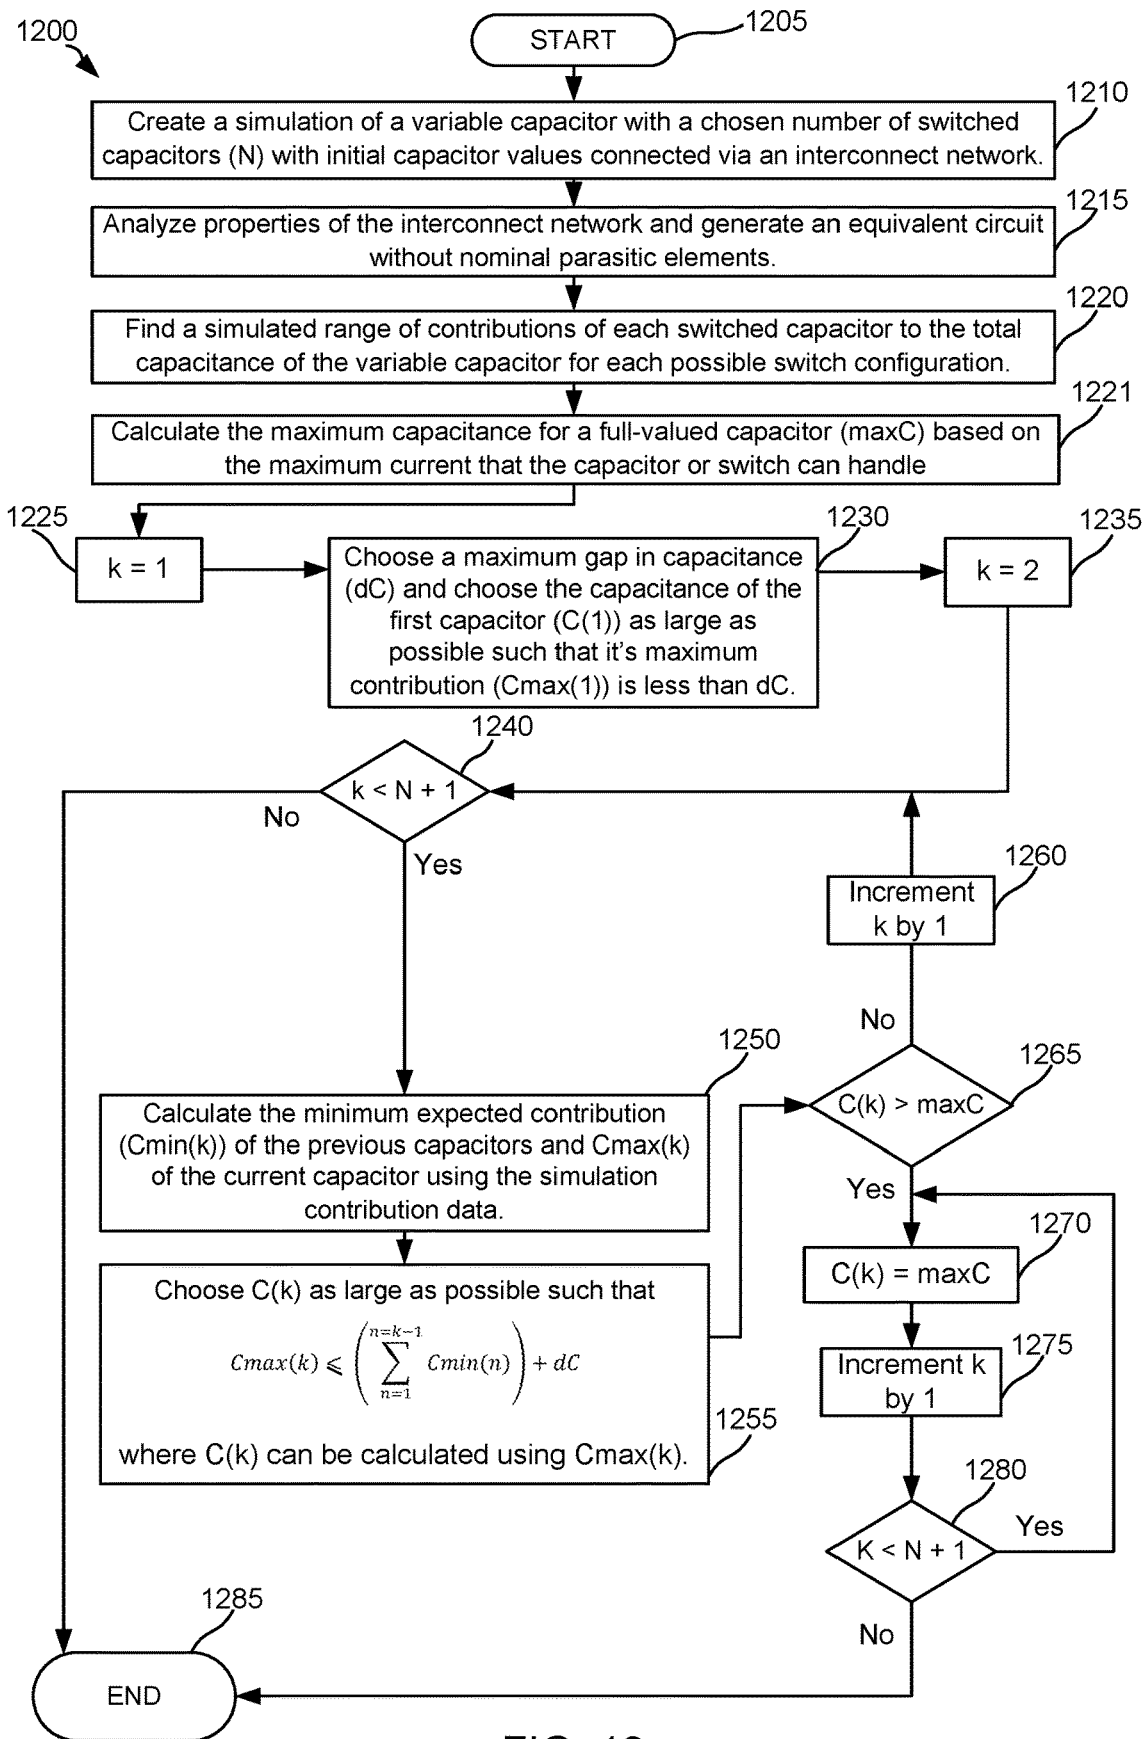 1200
START
1205
1210
Create a simulation of a variable capacitor with a chosen number of switched
capacitors (N) with initial capacitor values connected via an interconnect network.
1215
Analyze properties of the interconnect network and generate an equivalent circuit
without nominal parasitic elements.
1220
Find a simulated range of contributions of each switched capacitor to the total
capacitance of the variable capacitor for each possible switch configuration.
1221
Calculate the maximum capacitance for a full-valued capacitor (maxC) based on
the maximum current that the capacitor or switch can handle
1225
k = 1
1230
Choose a maximum gap in capacitance
(dC) and choose the capacitance of the
first capacitor (C(1)) as large as
possible such that it's maximum
contribution (Cmax(1)) is less than dC.
1235
k = 2
1240
k < N + 1
No
Yes
1260
Increment
k by 1
No
1250
Calculate the minimum expected contribution
(Cmin(k)) of the previous capacitors and Cmax(k)
of the current capacitor using the simulation
contribution data.
1265
C(k) > maxC
Yes
1255
Choose C(k) as large as possible such that
Cmax(k) ⩽ ( n=k−1 ∑ n=1 Cmin(n) ) + dC
where C(k) can be calculated using Cmax(k).
1270
C(k) = maxC
1275
Increment k
by 1
1280
K < N + 1
Yes
No
1285
END